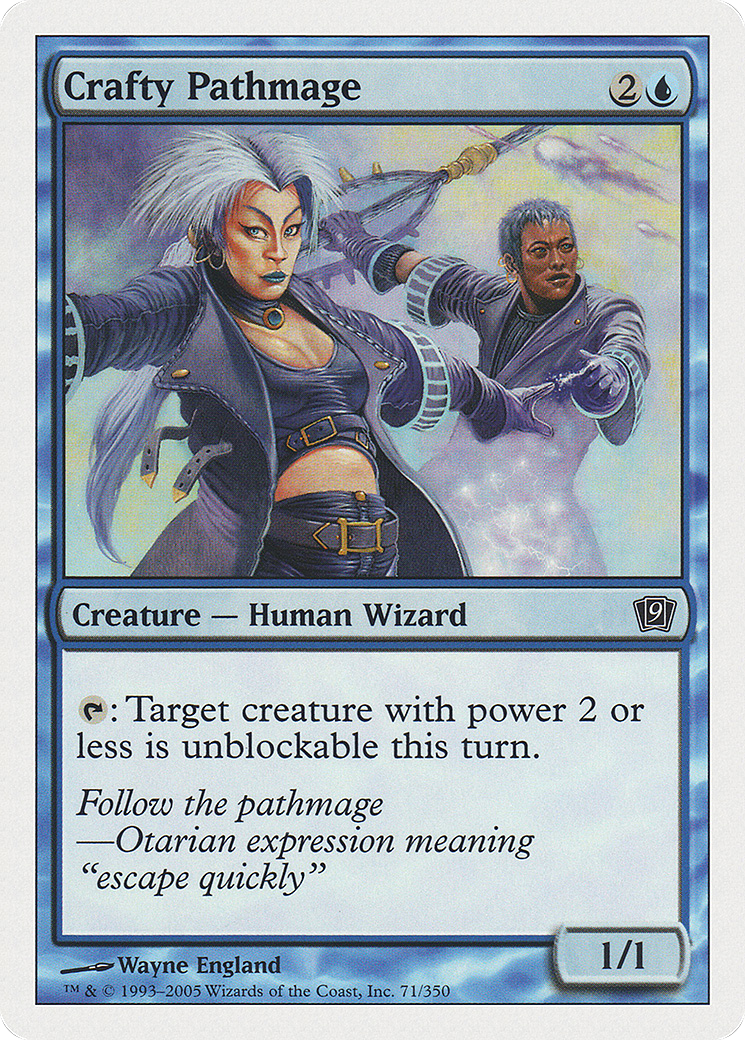 Crafty Pathmage 2
Creature — Human Wizard 9
: Target creature with power 2 or
less is unblockable this turn.
Follow the pathmage
—Otarian expression meaning
“escape quickly”
1/1
Wayne England
™ & © 1993–2005 Wizards of the Coast, Inc. 71/350